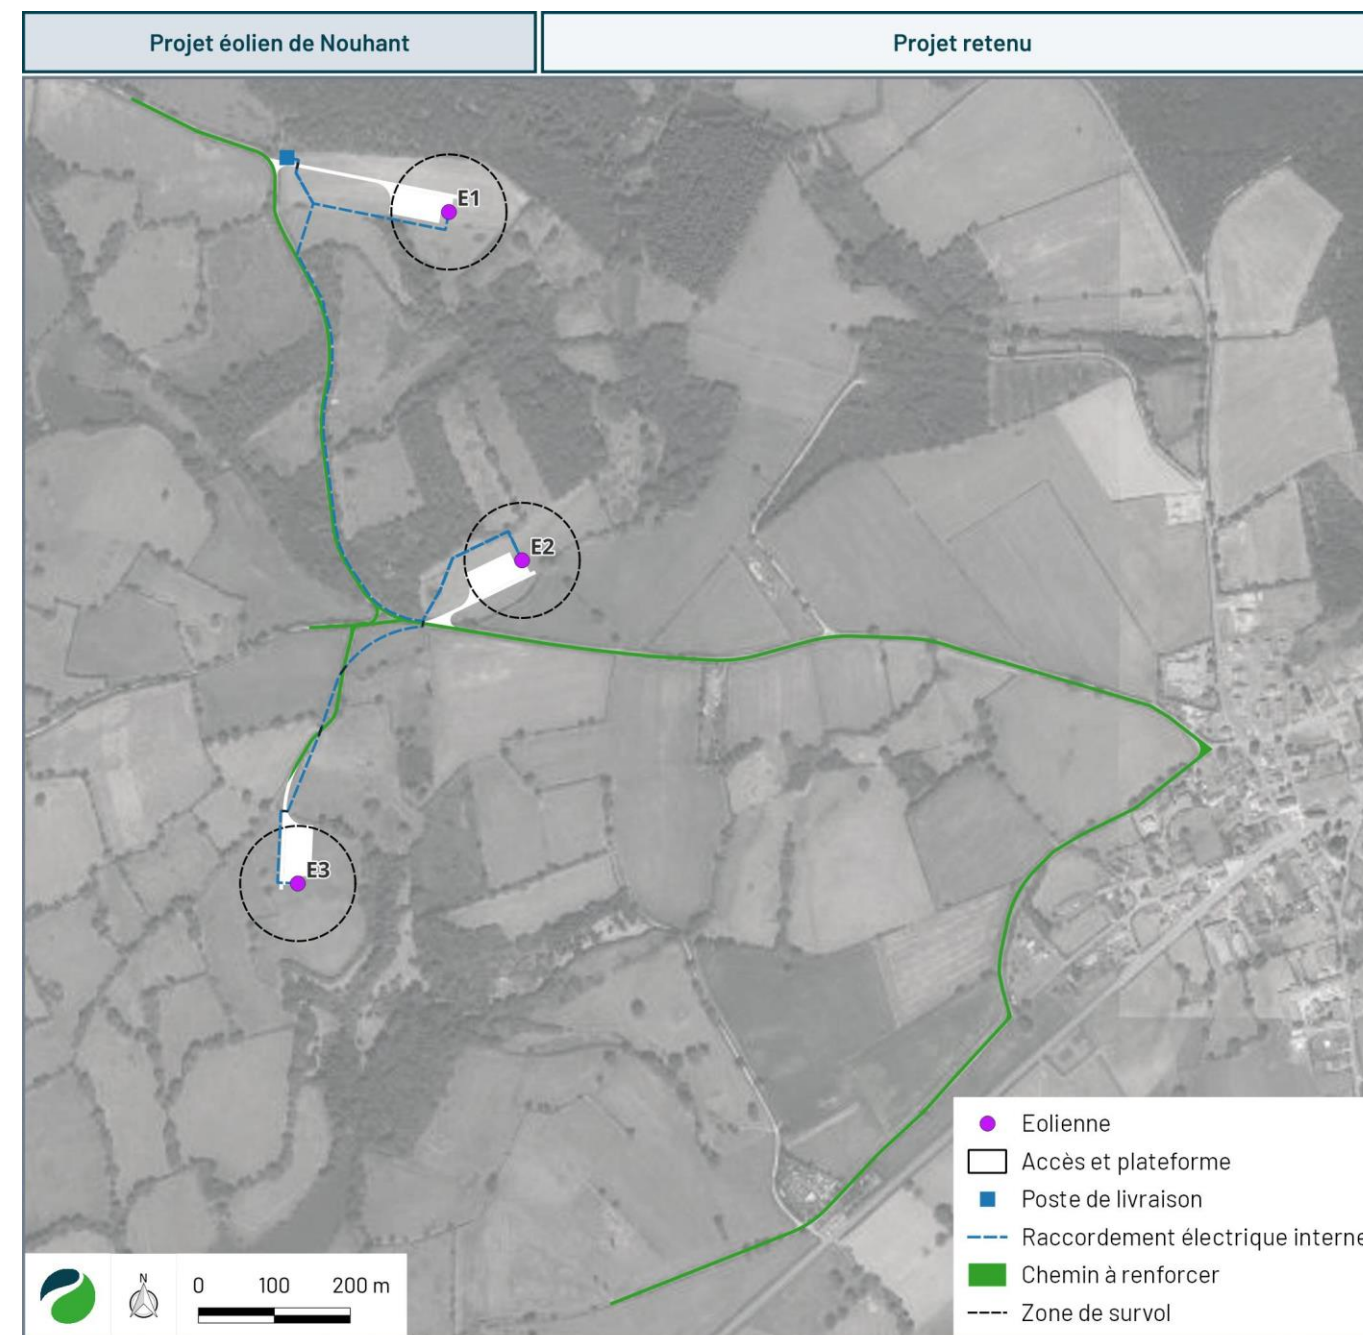 Projet éolien de Nouhant
Projet retenu
E1
E2
E3
Eolienne
Accès et plateforme
Poste de livraison
Raccordement électrique interne
Chemin à renforcer
Zone de survol
N
0 100 200 m